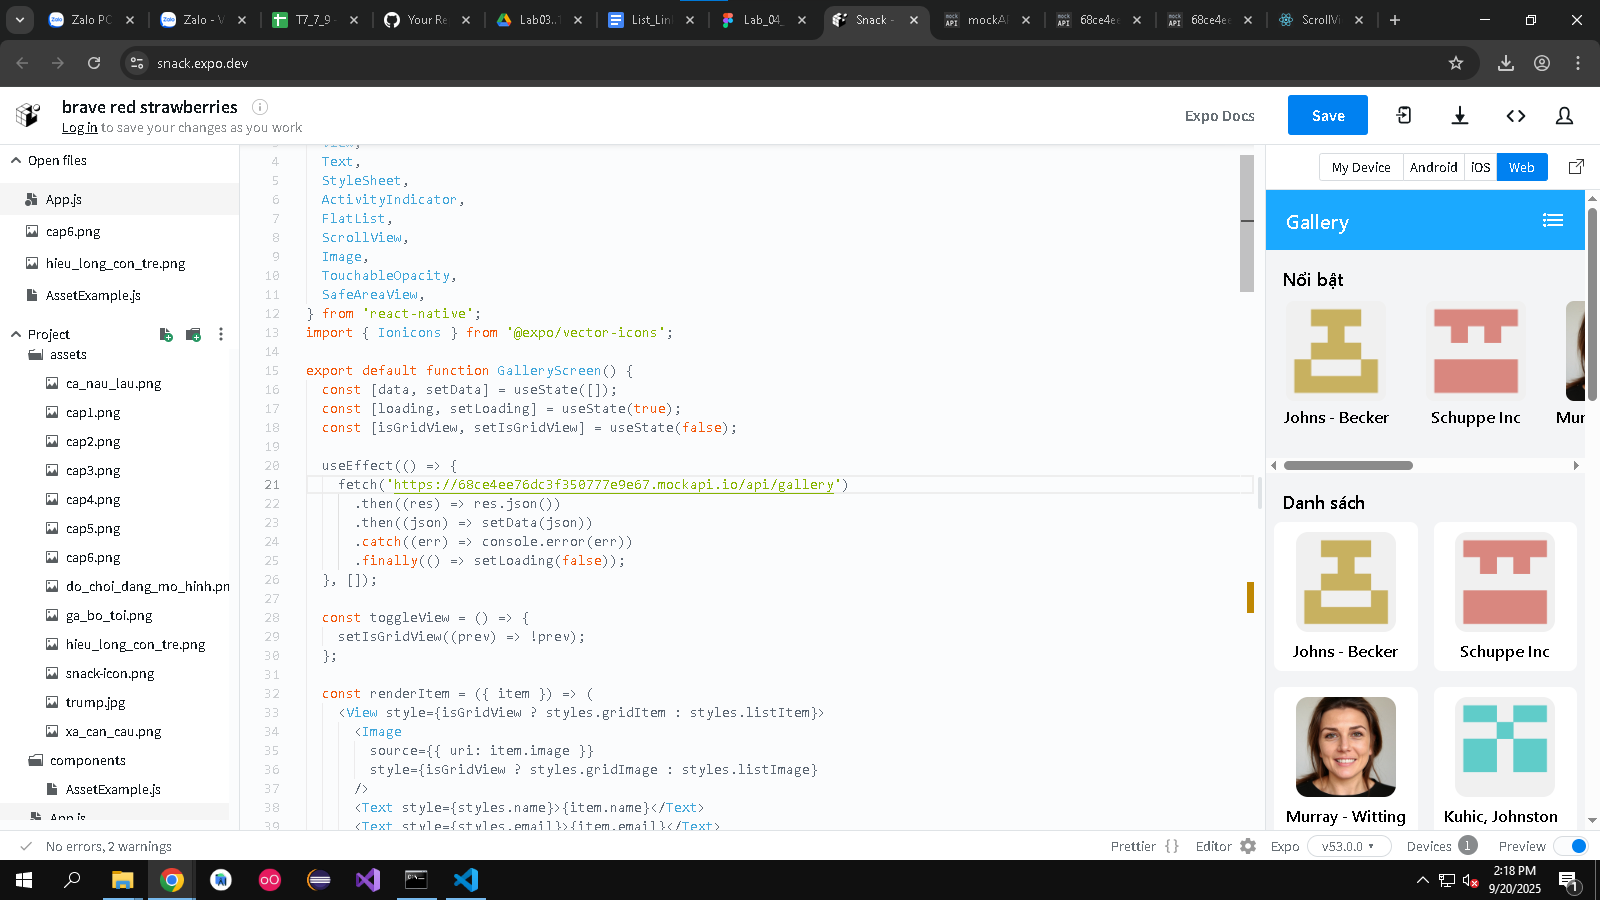 Zalo PC
Zalo - V
T7_7_9 -
Your Re
Lab03..1
List_Lin
Lab_04_
Snack -
mockAP
68ce4ee
68ce4ee
ScrollVi
snack.expo.dev
brave red strawberries
Log in to save your changes as you work
Expo Docs
Save
Open files
App.js
cap6.png
hieu_long_con_tre.png
AssetExample.js
Project
assets
ca_nau_lau.png
cap1.png
cap2.png
cap3.png
cap4.png
cap5.png
cap6.png
do_choi_dang_mo_hinh.pn
ga_bo_toi.png
hieu_long_con_tre.png
snack-icon.png
trump.jpg
xa_can_cau.png
components
AssetExample.js
App.js
3 View,
4 Text,
5 StyleSheet,
6 ActivityIndicator,
7 FlatList,
8 ScrollView,
9 Image,
10 TouchableOpacity,
11 SafeAreaView,
12 } from 'react-native';
13 import { Ionicons } from '@expo/vector-icons';
14
15 export default function GalleryScreen() {
16 const [data, setData] = useState([]);
17 const [loading, setLoading] = useState(true);
18 const [isGridView, setIsGridView] = useState(false);
19
20 useEffect(() => {
21 fetch('https://68ce4ee76dc3f350777e9e67.mockapi.io/api/gallery')
22 .then((res) => res.json())
23 .then((json) => setData(json))
24 .catch((err) => console.error(err))
25 .finally(() => setLoading(false));
26 }, []);
27
28 const toggleView = () => {
29 setIsGridView((prev) => !prev);
30 };
31
32 const renderItem = ({ item }) => (
33 <View style={isGridView ? styles.gridItem : styles.listItem}>
34 <Image
35 source={{ uri: item.image }}
36 style={isGridView ? styles.gridImage : styles.listImage}
37 />
38 <Text style={styles.name}>{item.name}</Text>
39 <Text style={styles.email}>{item.email}</Text>
My Device
Android
iOS
Web
Gallery
Nổi bật
Johns - Becker
Schuppe Inc
Mur
Danh sách
Johns - Becker
Schuppe Inc
Murray - Witting
Kuhic, Johnston
No errors, 2 warnings
Prettier { }
Editor
Expo
v53.0.0
Devices 1
Preview
2:18 PM
9/20/2025
1